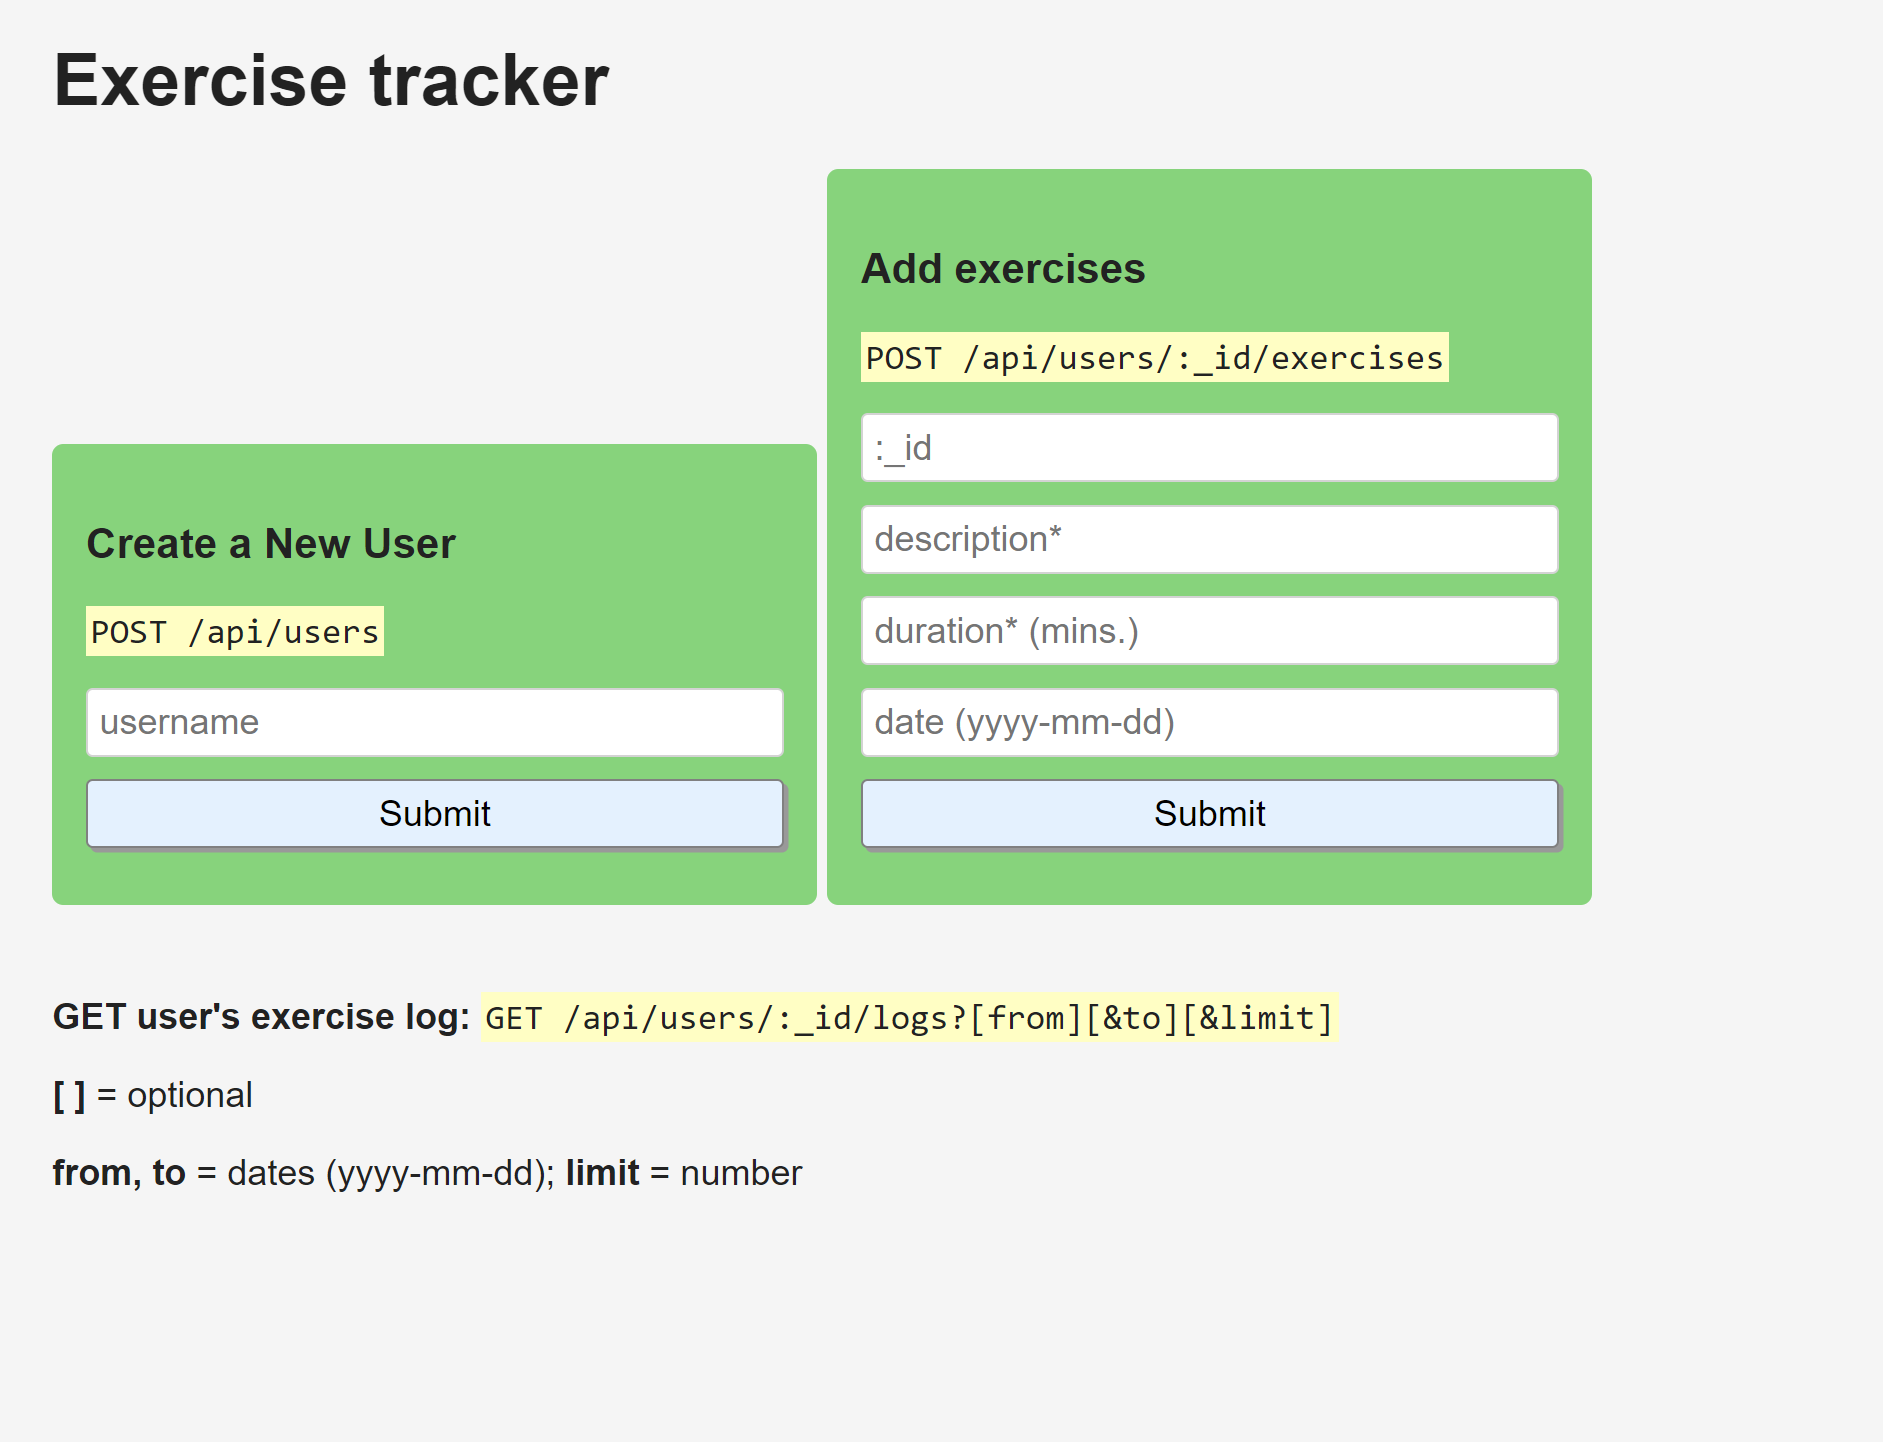 Exercise tracker
Create a New User
POST /api/users
username
Submit
Add exercises
POST /api/users/:_id/exercises
:_id
description*
duration* (mins.)
date (yyyy-mm-dd)
Submit
GET user's exercise log: GET /api/users/:_id/logs?[from][&to][&limit]
[ ] = optional
from, to = dates (yyyy-mm-dd); limit = number